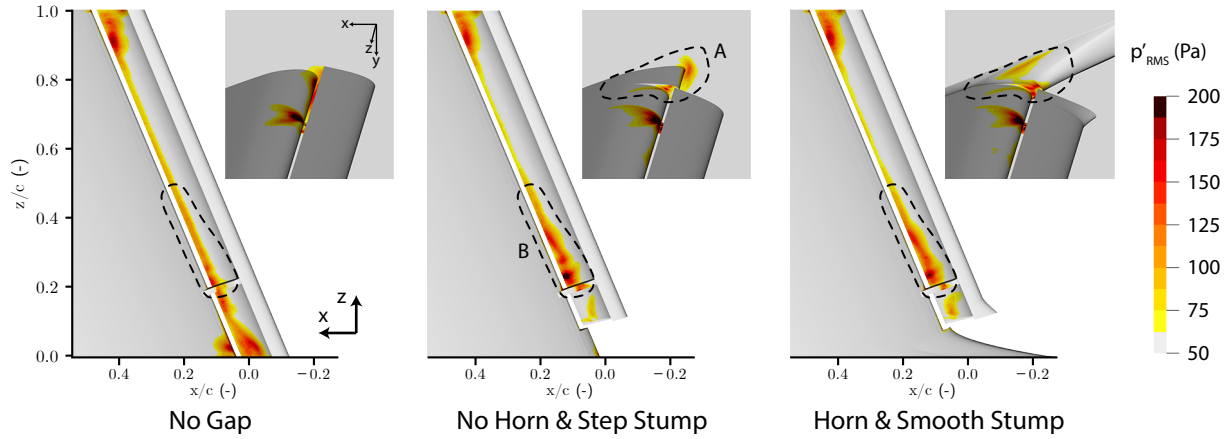 p'RMS (Pa)
200
175
150
125
100
75
50
z/c (-)
1.0
0.8
0.6
0.4
0.2
0.0
x
z
y
z
x
0.4 0.2 0.0 −0.2
x/c (-)
No Gap
A
B
0.4 0.2 0.0 −0.2
x/c (-)
No Horn & Step Stump
0.4 0.2 0.0 −0.2
x/c (-)
Horn & Smooth Stump